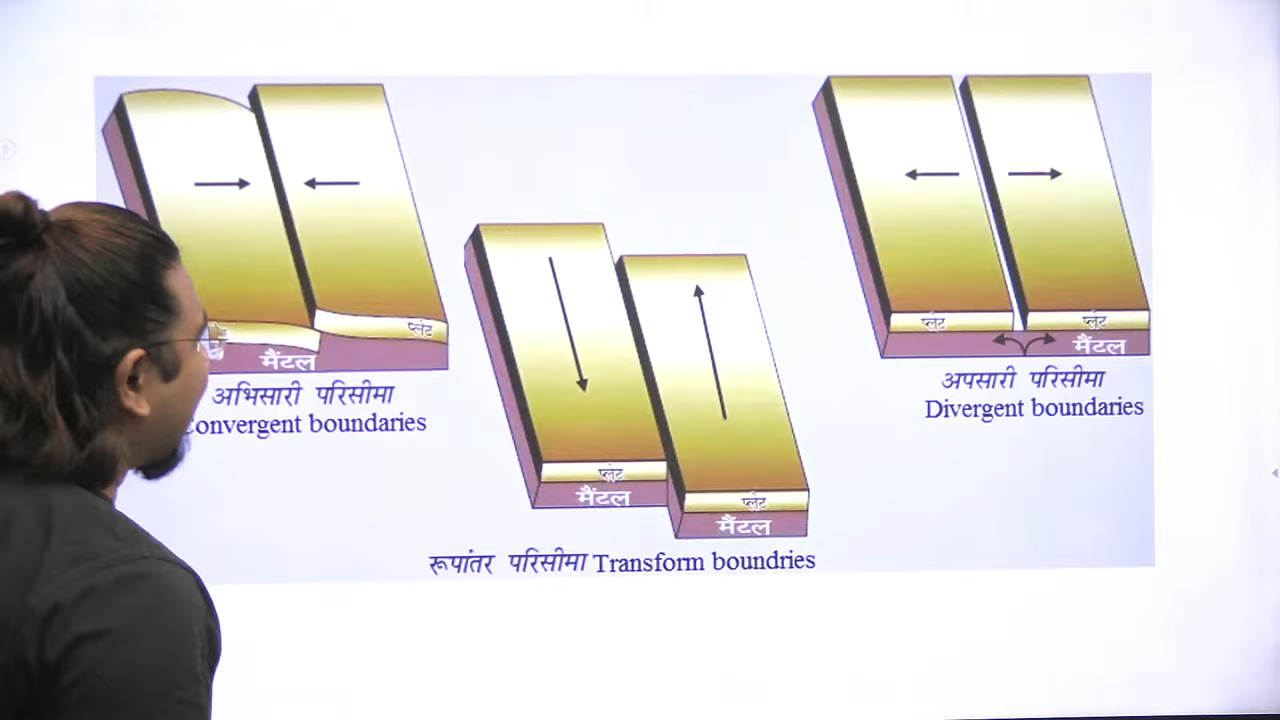 प्लेट
मैंटल
अभिसारी परिसीमा
Convergent boundaries
प्लेट
मैंटल
प्लेट
मैंटल
रूपांतर परिसीमा Transform boundries
प्लेट
प्लेट
मैंटल
अपसारी परिसीमा
Divergent boundaries